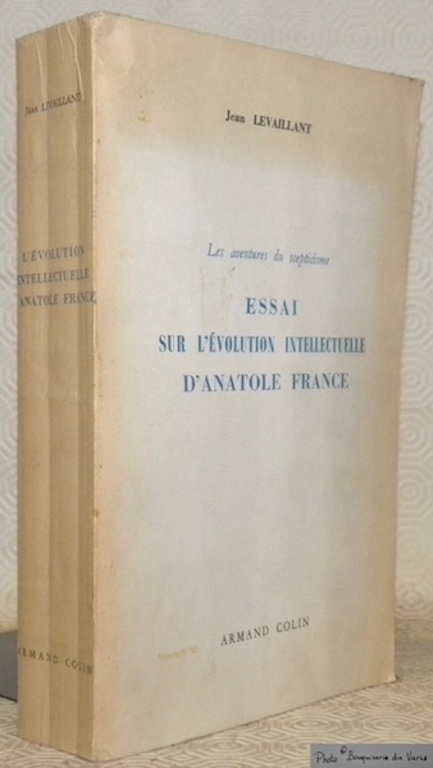 Jean LEVAILLANT
L'ÉVOLUTION
INTELLECTUELLE
D'ANATOLE FRANCE
ARMAND COLIN
Jean LEVAILLANT
Les aventures du scepticisme
ESSAI
SUR L'ÉVOLUTION INTELLECTUELLE
D'ANATOLE FRANCE
ARMAND COLIN
Photo © Bouquinerie du Varis